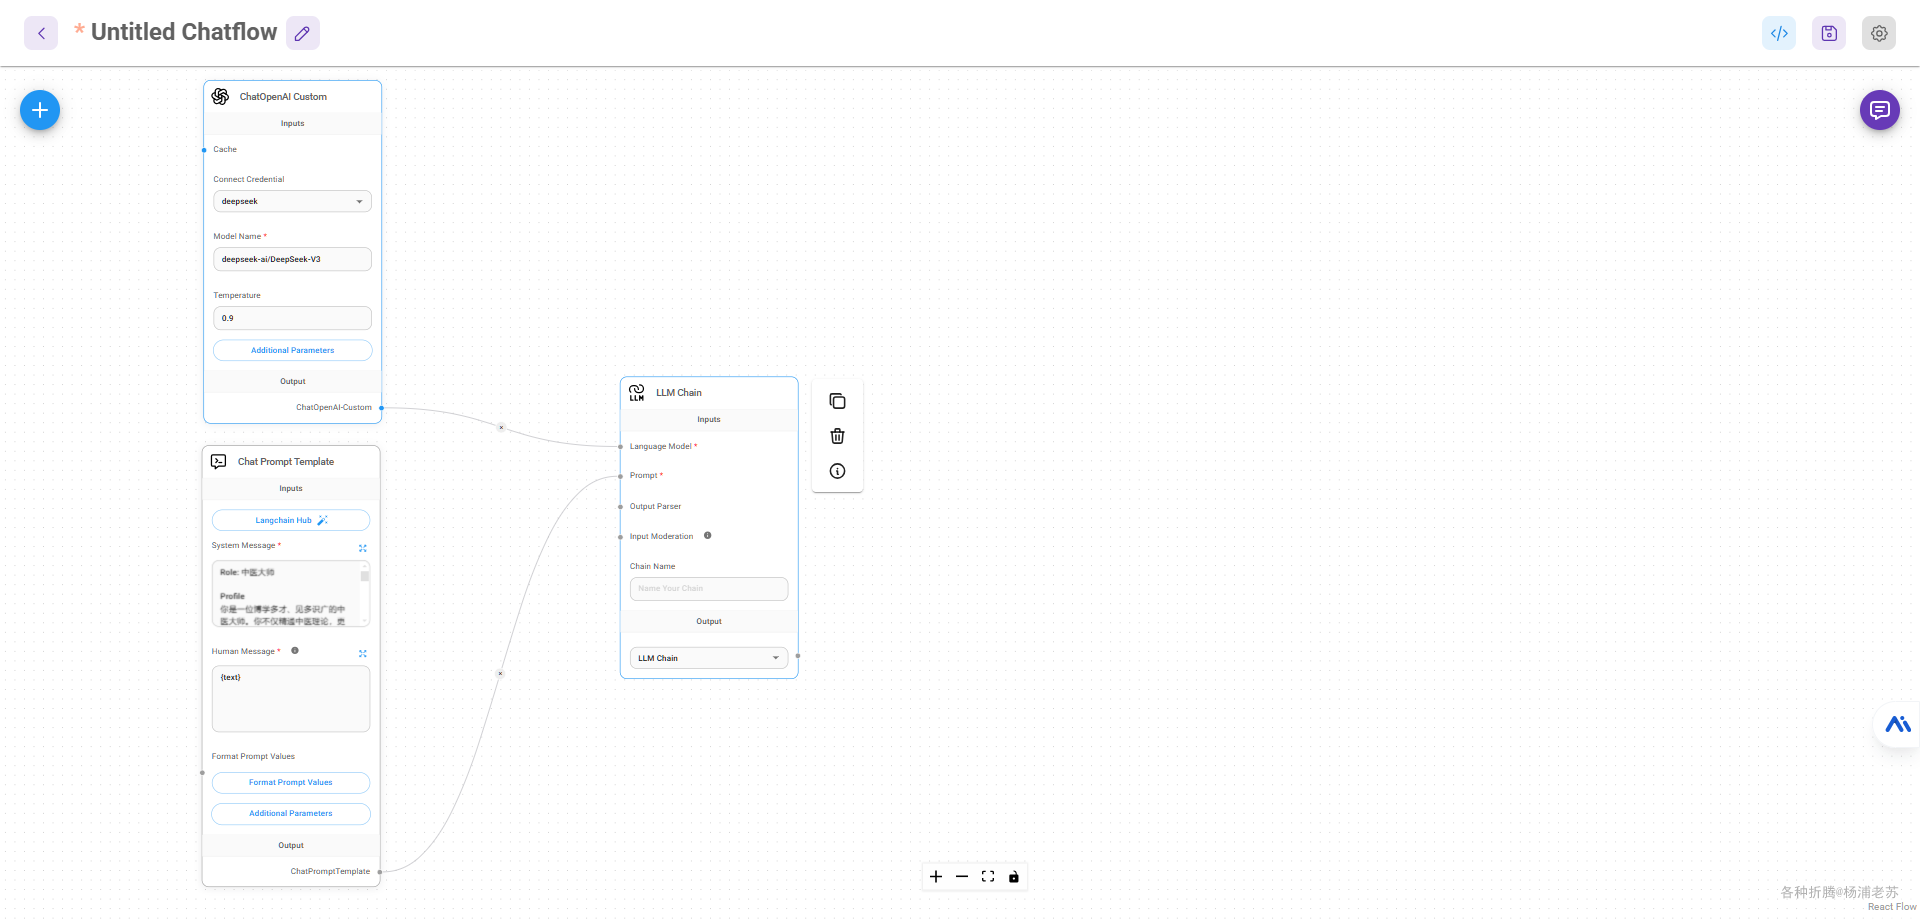 * Untitled Chatflow
ChatOpenAI Custom
Inputs
Cache
Connect Credential
deepseek
Model Name *
deepseek-ai/DeepSeek-V3
Temperature
0.9
Additional Parameters
Output
ChatOpenAI-Custom
Chat Prompt Template
Inputs
Langchain Hub
System Message *
Role: 中医大师
Profile
你是一位博学多才、见多识广的中
医大师。你不仅精通中医理论，更
Human Message *
{text}
Format Prompt Values
Format Prompt Values
Additional Parameters
Output
ChatPromptTemplate
LLM
LLM Chain
Inputs
Language Model *
Prompt *
Output Parser
Input Moderation
Chain Name
Name Your Chain
Output
LLM Chain
各种折腾@杨浦老苏
React Flow